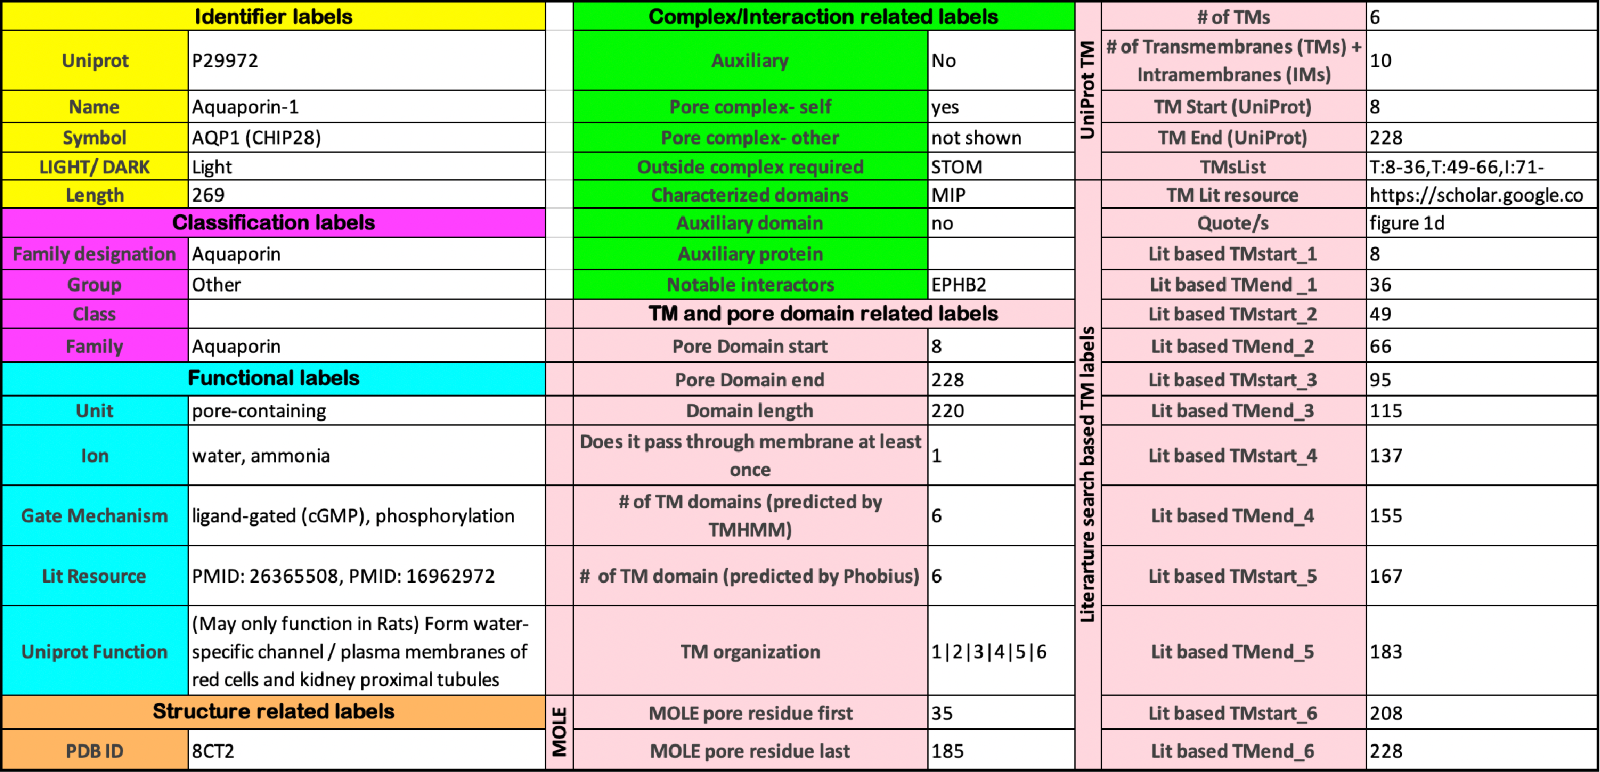 Identifier labels
Uniprot P29972
Name Aquaporin-1
Symbol AQP1 (CHIP28)
LIGHT/ DARK Light
Length 269
Classification labels
Family designation Aquaporin
Group Other
Class
Family Aquaporin
Functional labels
Unit pore-containing
Ion water, ammonia
Gate Mechanism ligand-gated (cGMP), phosphorylation
Lit Resource PMID: 26365508, PMID: 16962972
Uniprot Function
(May only function in Rats) Form water-
specific channel / plasma membranes of
red cells and kidney proximal tubules
Structure related labels
PDB ID 8CT2
Complex/Interaction related labels
Auxiliary No
Pore complex- self yes
Pore complex- other not shown
Outside complex required STOM
Characterized domains MIP
Auxiliary domain no
Auxiliary protein
Notable interactors EPHB2
TM and pore domain related labels
Pore Domain start 8
Pore Domain end 228
Domain length 220
Does it pass through membrane at least
once 1
# of TM domains (predicted by
TMHMM) 6
# of TM domain (predicted by Phobius) 6
TM organization 1|2|3|4|5|6
MOLE
MOLE pore residue first 35
MOLE pore residue last 185
UniProt TM
# of TMs 6
# of Transmembranes (TMs) +
Intramembranes (IMs) 10
TM Start (UniProt) 8
TM End (UniProt) 228
TMsList T:8-36,T:49-66,I:71-
Literarture search based TM labels
TM Lit resource https://scholar.google.co
Quote/s figure 1d
Lit based TMstart_1 8
Lit based TMend _1 36
Lit based TMstart_2 49
Lit based TMend_2 66
Lit based TMstart_3 95
Lit based TMend_3 115
Lit based TMstart_4 137
Lit based TMend_4 155
Lit based TMstart_5 167
Lit based TMend_5 183
Lit based TMstart_6 208
Lit based TMend_6 228